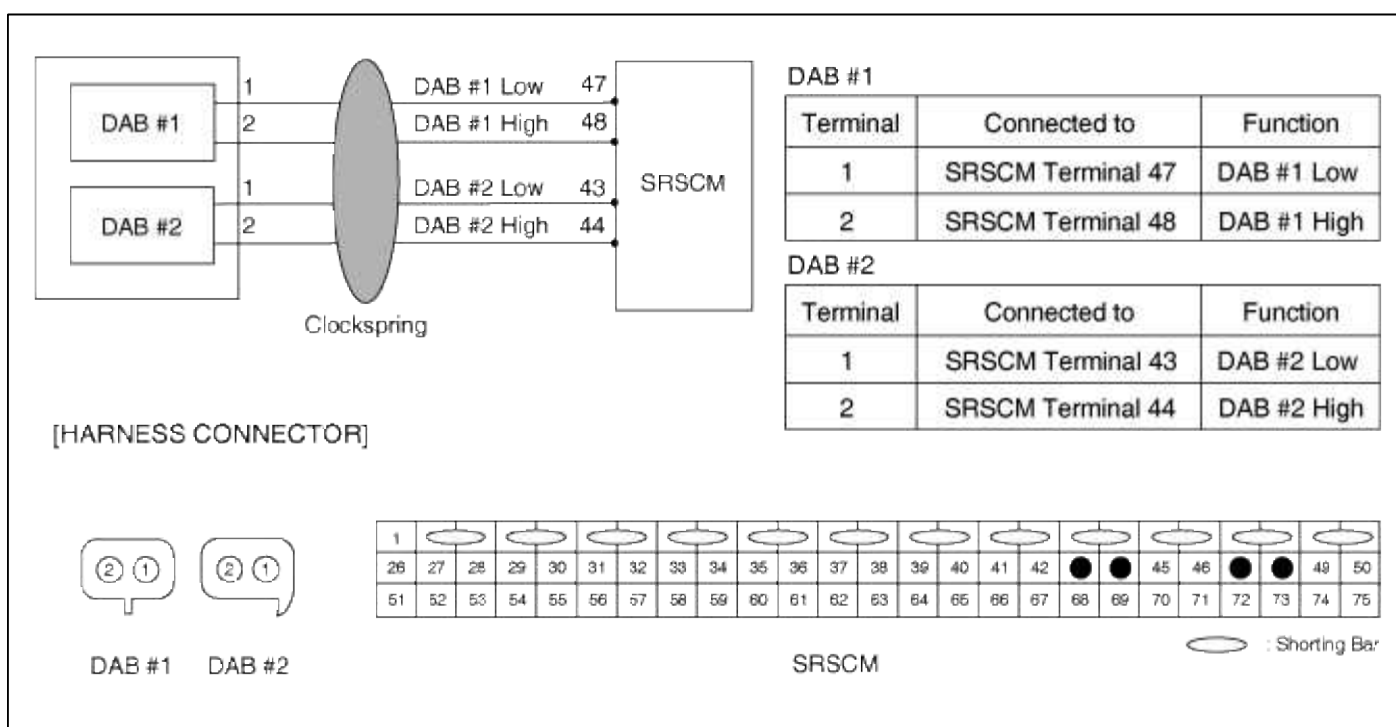 1
DAB #1 Low 47
DAB #1
2
DAB #1 High 48
1
DAB #2 Low 43
SRSCM
DAB #2
2
DAB #2 High 44
Clockspring
DAB #1
Terminal Connected to Function
1 SRSCM Terminal 47 DAB #1 Low
2 SRSCM Terminal 48 DAB #1 High
DAB #2
Terminal Connected to Function
1 SRSCM Terminal 43 DAB #2 Low
2 SRSCM Terminal 44 DAB #2 High
[HARNESS CONNECTOR]
2 1
2 1
DAB #1 DAB #2
1
26 27 28 29 30 31 32 33 34 35 36 37 38 39 40 41 42 45 46 49 50
51 52 53 54 55 56 57 58 59 60 61 62 63 64 65 66 67 68 69 70 71 72 73 74 75
: Shorting Bar
SRSCM